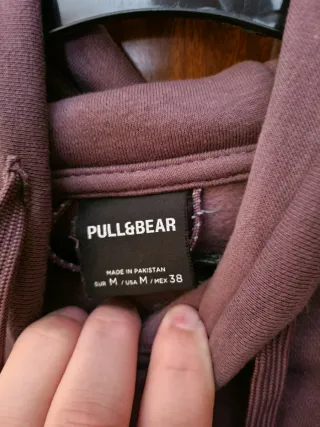 PULL&BEAR
MADE IN PAKISTAN
EUR M / USA M / MEX 38